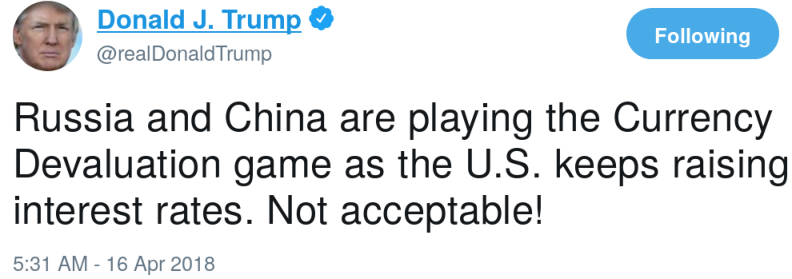 Donald J. Trump
@realDonaldTrump
Following
Russia and China are playing the Currency
Devaluation game as the U.S. keeps raising
interest rates. Not acceptable!
5:31 AM - 16 Apr 2018